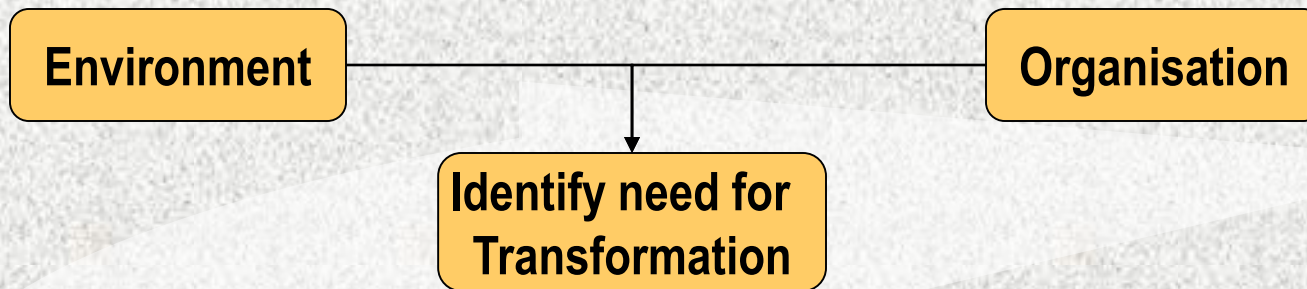 Environment
Organisation
Identify need for
Transformation